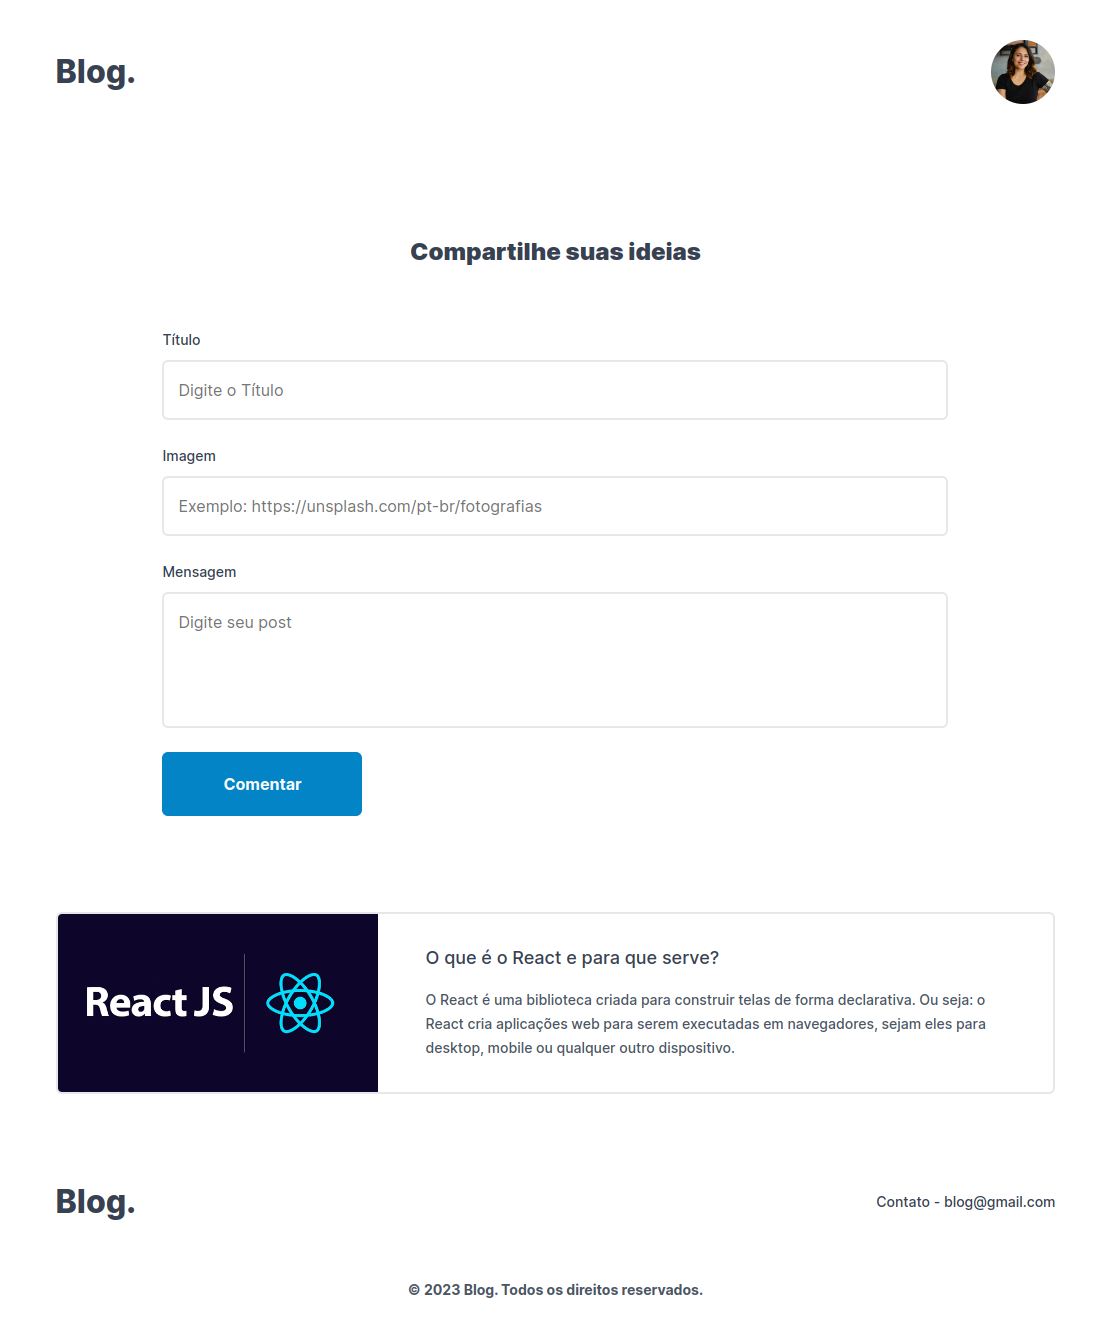 Blog.
Compartilhe suas ideias
Título
Digite o Título
Imagem
Exemplo: https://unsplash.com/pt-br/fotografias
Mensagem
Digite seu post
Comentar
React JS
O que é o React e para que serve?
O React é uma biblioteca criada para construir telas de forma declarativa. Ou seja: o
React cria aplicações web para serem executadas em navegadores, sejam eles para
desktop, mobile ou qualquer outro dispositivo.
Blog.
Contato - blog@gmail.com
© 2023 Blog. Todos os direitos reservados.